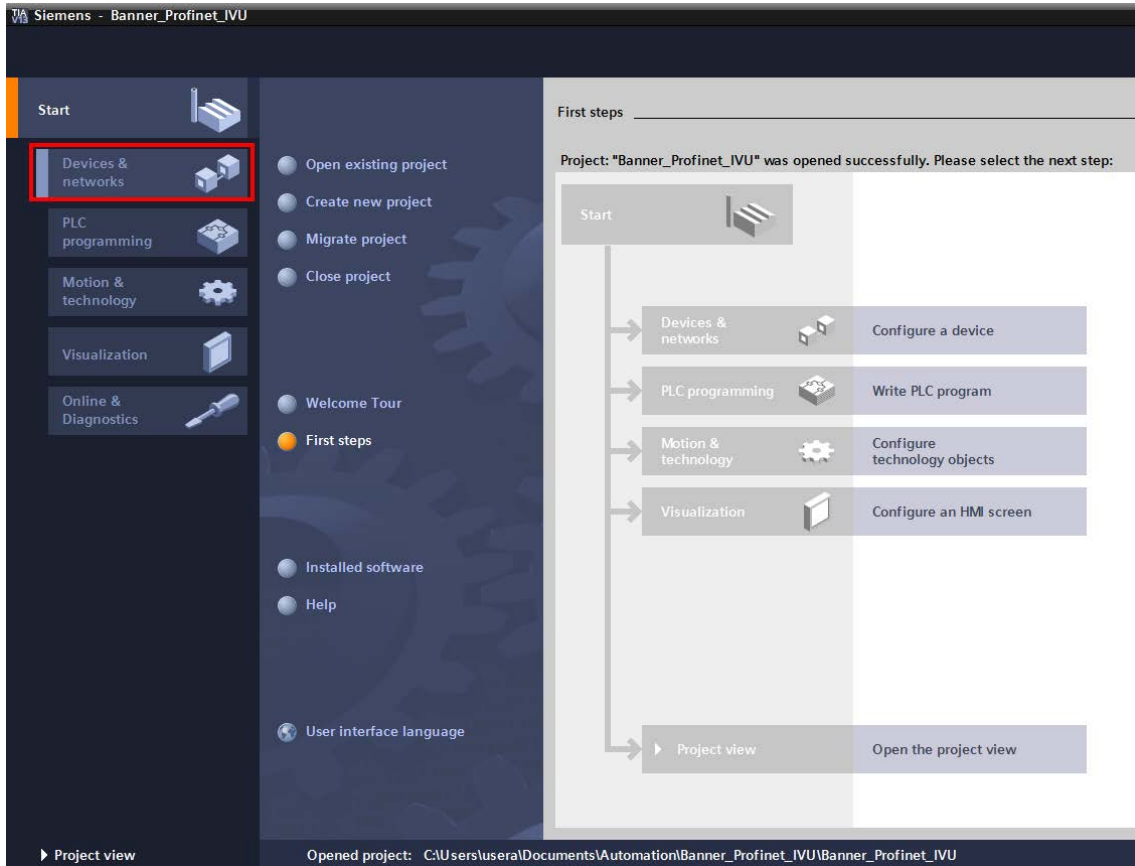 TIA V13 Siemens - Banner_Profinet_IVU
Start
Devices &
networks
PLC
programming
Motion &
technology
Visualization
Online &
Diagnostics
Open existing project
Create new project
Migrate project
Close project
Welcome Tour
First steps
Installed software
Help
User interface language
First steps
Project: "Banner_Profinet_IVU" was opened successfully. Please select the next step:
Start
Devices &
networks
Configure a device
PLC programming
Write PLC program
Motion &
technology
Configure
technology objects
Visualization
Configure an HMI screen
Project view
Open the project view
Project view
Opened project: C:\Users\usera\Documents\Automation\Banner_Profinet_IVU\Banner_Profinet_IVU